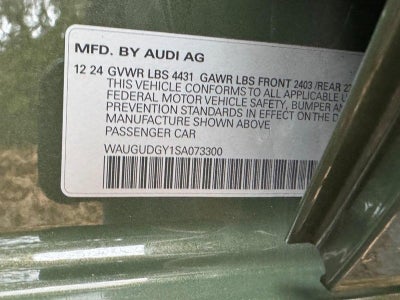 MFD. BY AUDI AG
12 24 GVWR LBS 4431 GAWR LBS FRONT 2403 /REAR
THIS VEHICLE CONFORMS TO ALL APPLICABLE
FEDERAL MOTOR VEHICLE SAFETY, BUMPER
PREVENTION STANDARDS IN EFFECT ON THE
MANUFACTURE SHOWN ABOVE
PASSENGER CAR
WAUGUDGY1SA073300